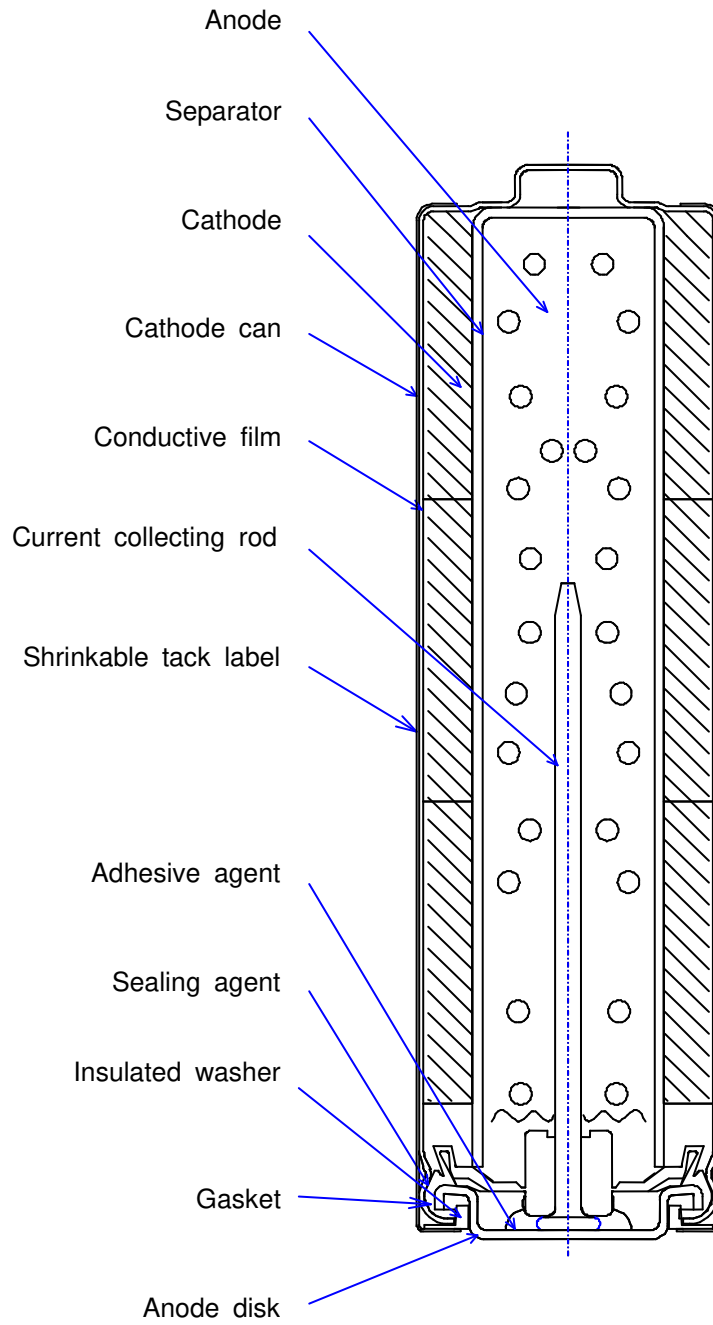 Anode
Separator
Cathode
Cathode can
Conductive film
Current collecting rod
Shrinkable tack label
Adhesive agent
Sealing agent
Insulated washer
Gasket
Anode disk